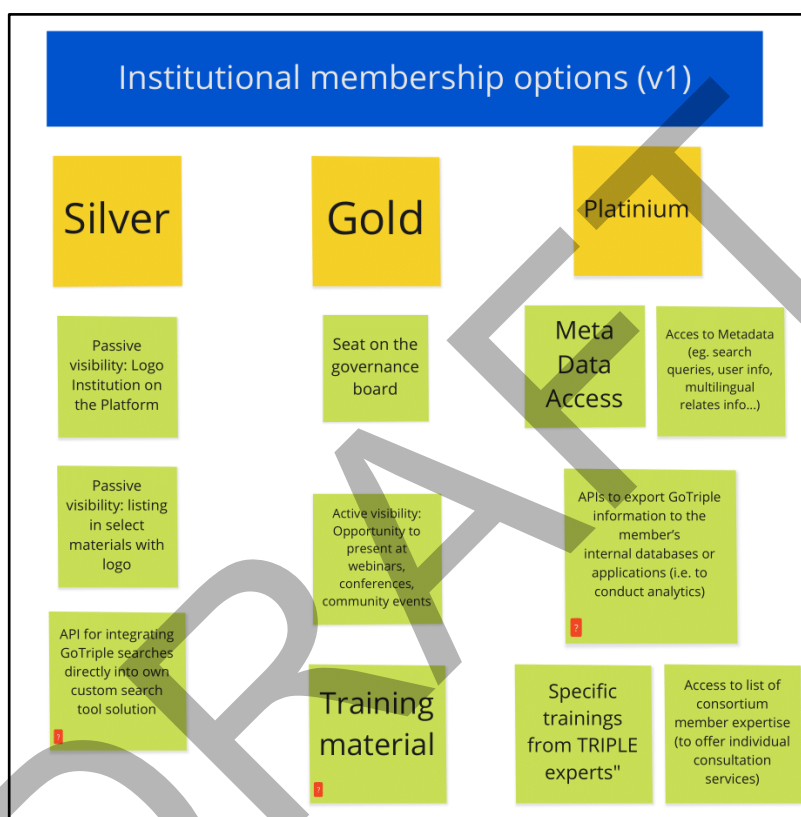 Institutional membership options (v1)
Silver
Gold
Platinium
Passive
visibility: Logo
Institution on
the Platform
Seat on the
governance
board
Meta
Data
Access
Acces to Metadata
(eg. search
queries, user info,
multilingual
relates info...)
Passive
visibility: listing
in select
materials with
logo
Active visibility:
Opportunity to
present at
webinars,
conferences,
community events
APIs to export GoTriple
information to the
member's
internal databases or
applications (i.e. to
conduct analytics)
?
API for integrating
GoTriple searches
directly into own
custom search
tool solution
?
Training
material
?
Specific
trainings
from TRIPLE
experts"
Access to list of
consortium
member expertise
(to offer individual
consultation
services)
DRAFT